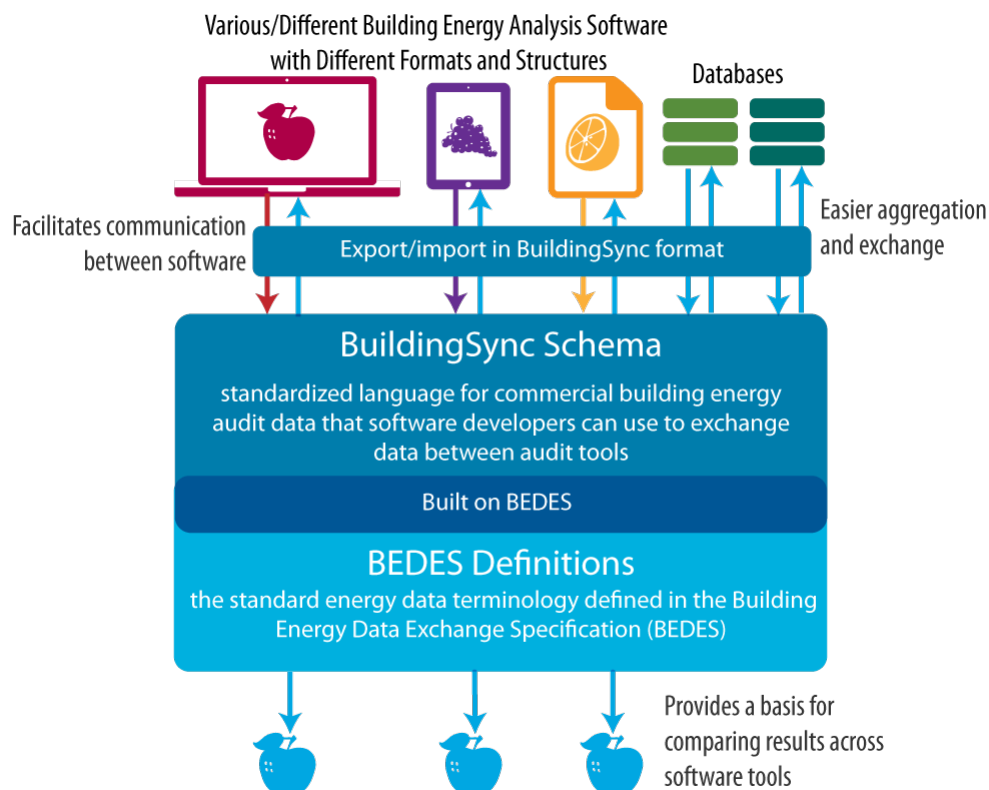 Various/Different Building Energy Analysis Software
with Different Formats and Structures
Databases
Facilitates communication
between software
Export/import in BuildingSync format
Easier aggregation
and exchange
BuildingSync Schema
standardized language for commercial building energy
audit data that software developers can use to exchange
data between audit tools
Built on BEDES
BEDES Definitions
the standard energy data terminology defined in the Building
Energy Data Exchange Specification (BEDES)
Provides a basis for
comparing results across
software tools